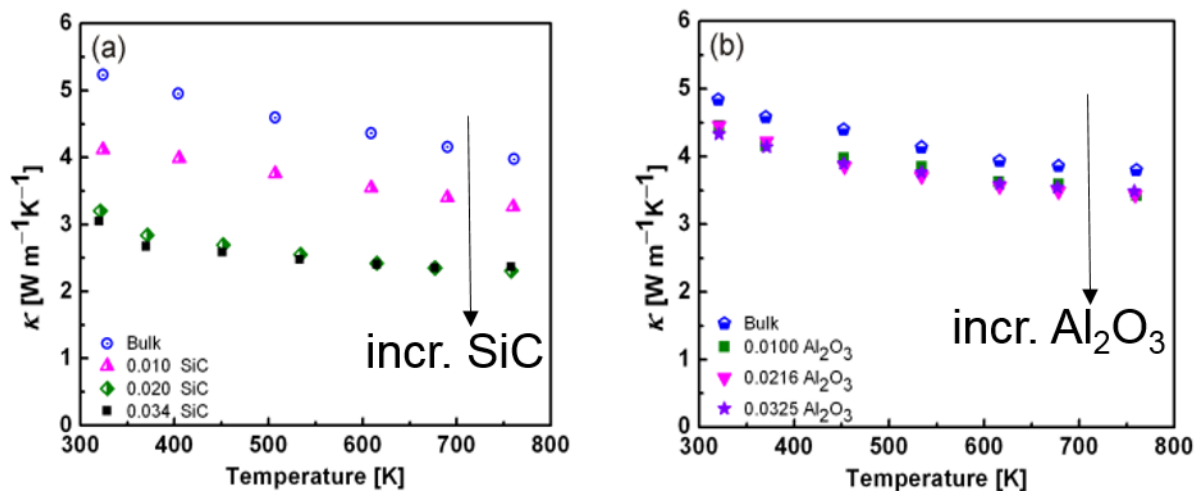 (a)
6
5
4
3
2
1
0
κ [W m−1K−1]
Bulk
0.010 SiC
0.020 SiC
0.034 SiC
incr. SiC
300 400 500 600 700 800
Temperature [K]
(b)
6
5
4
3
2
1
0
κ [W m−1K−1]
Bulk
0.0100 Al2O3
0.0216 Al2O3
0.0325 Al2O3
incr. Al2O3
300 400 500 600 700 800
Temperature [K]